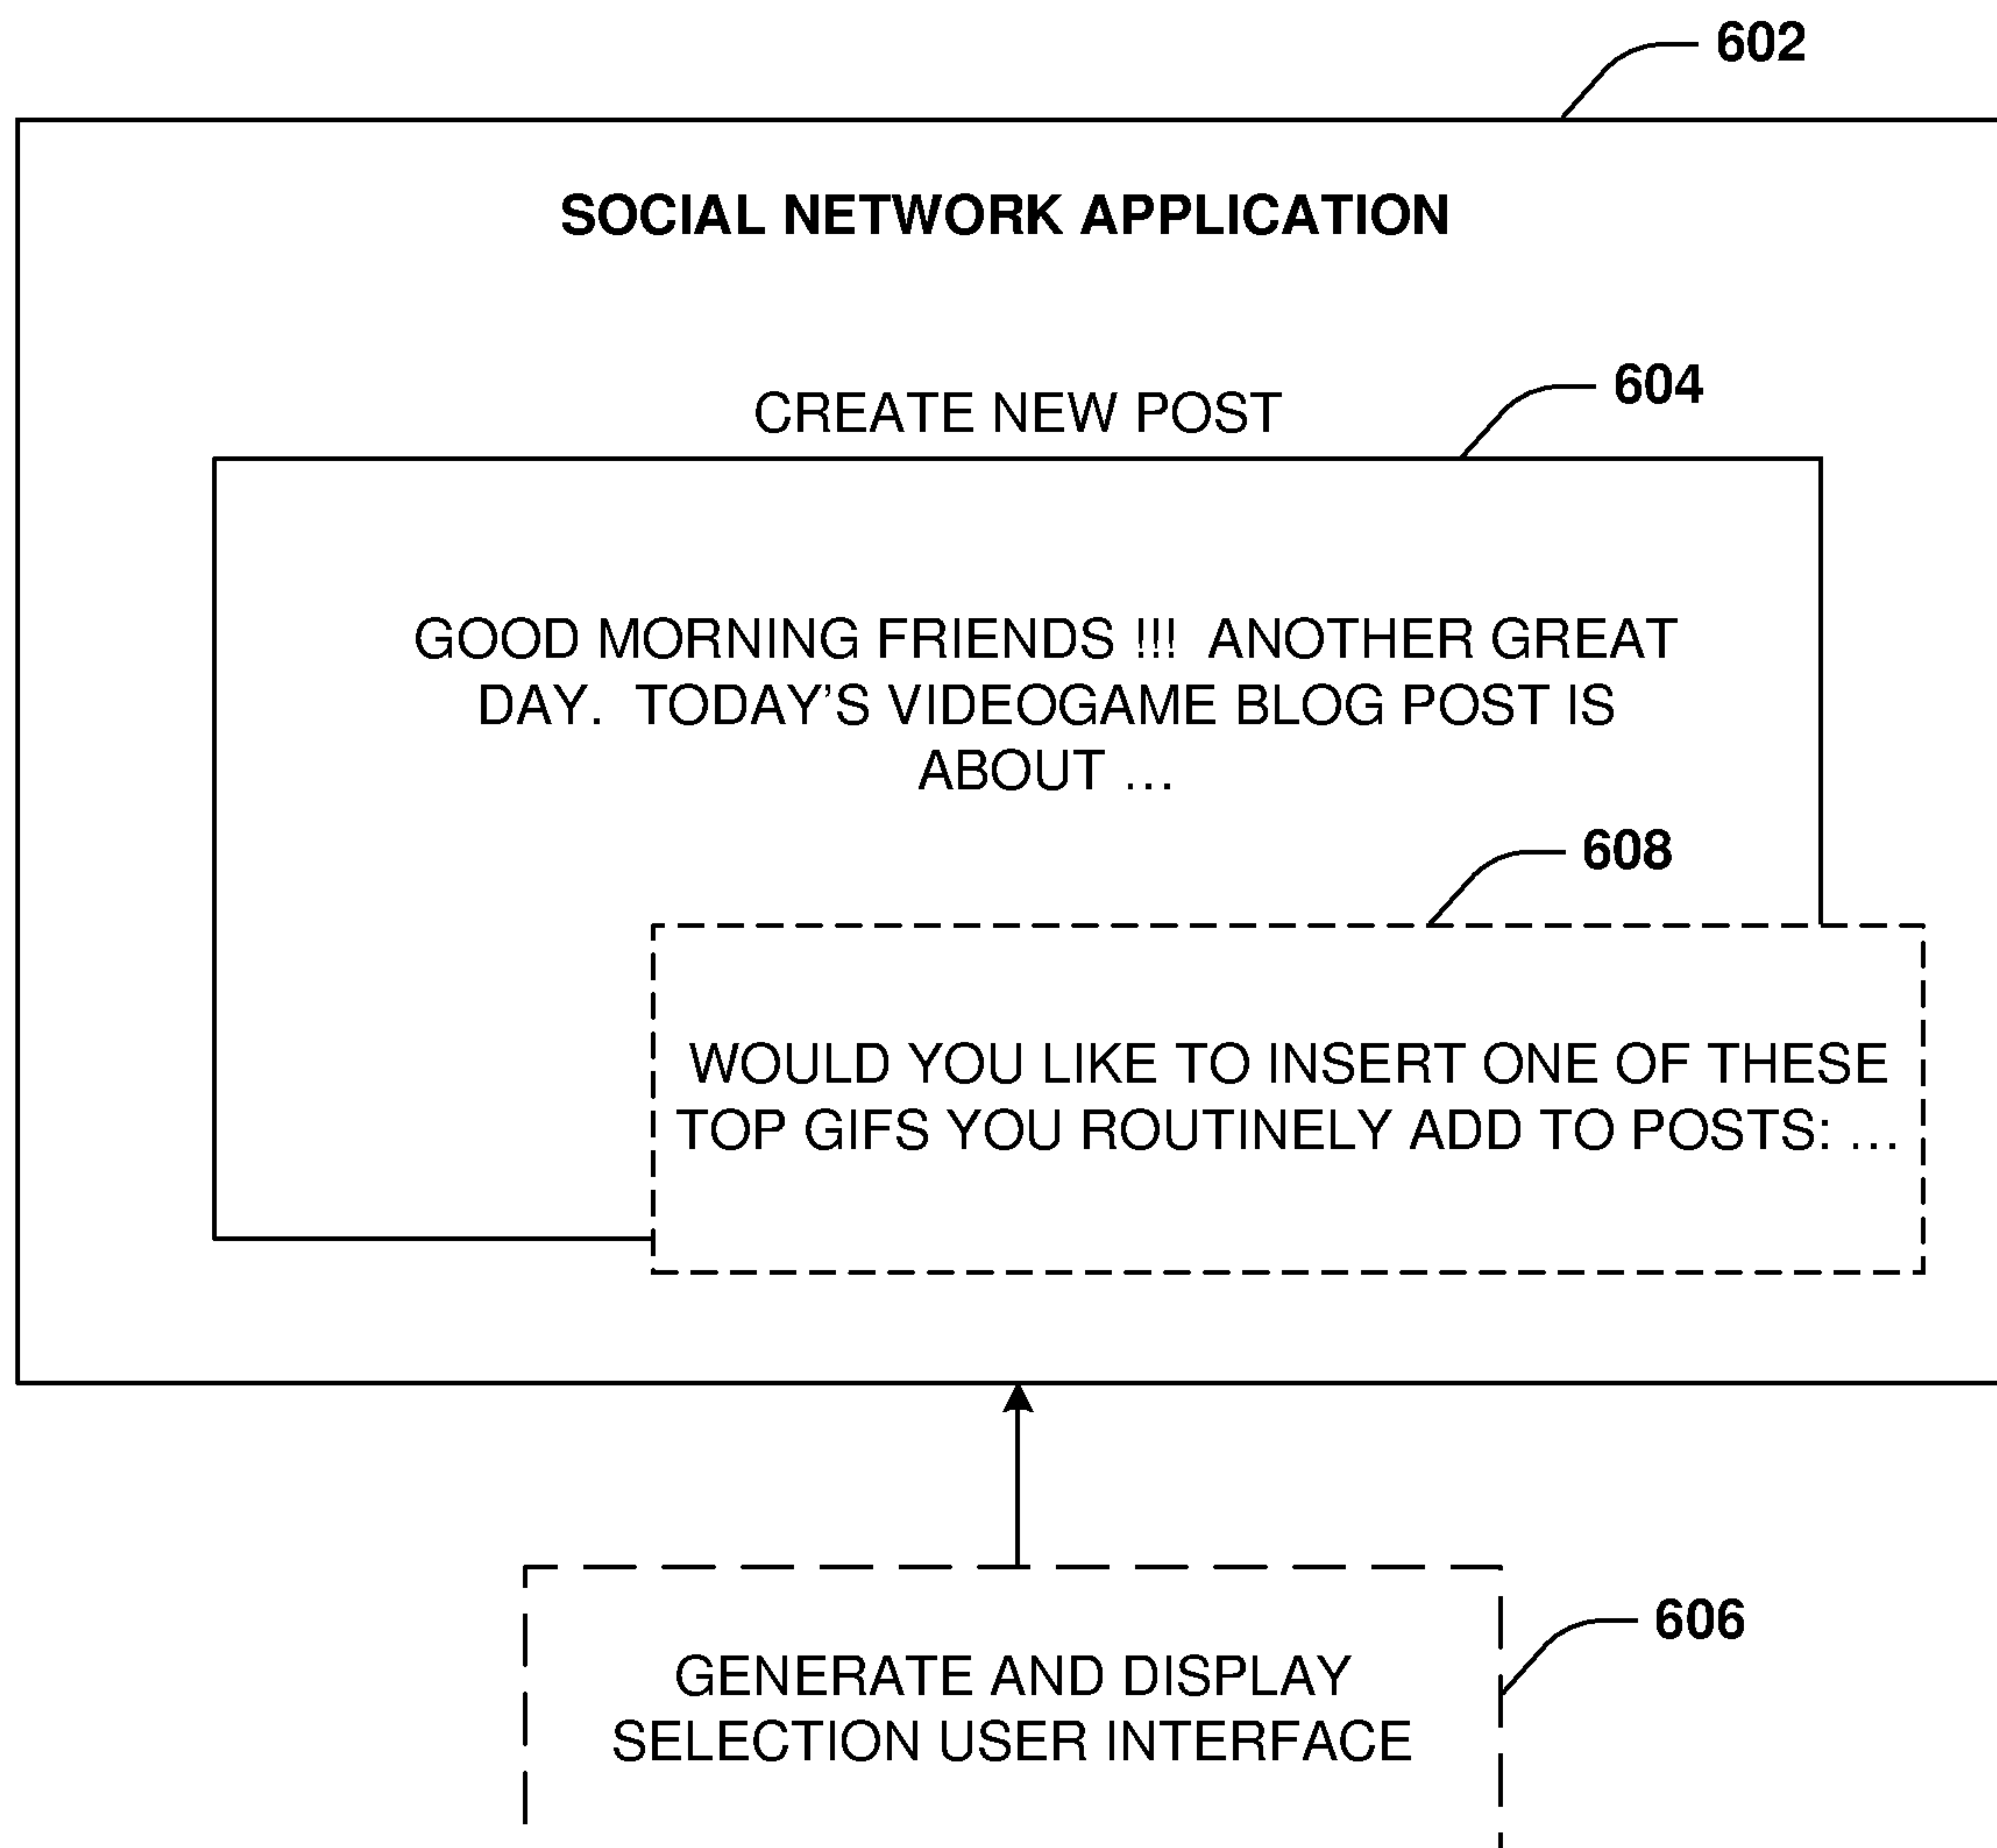 602
SOCIAL NETWORK APPLICATION
CREATE NEW POST
604
GOOD MORNING FRIENDS !!!  ANOTHER GREAT
DAY.  TODAY'S VIDEOGAME BLOG POST IS
ABOUT ...
608
WOULD YOU LIKE TO INSERT ONE OF THESE
TOP GIFS YOU ROUTINELY ADD TO POSTS: ...
606
GENERATE AND DISPLAY
SELECTION USER INTERFACE